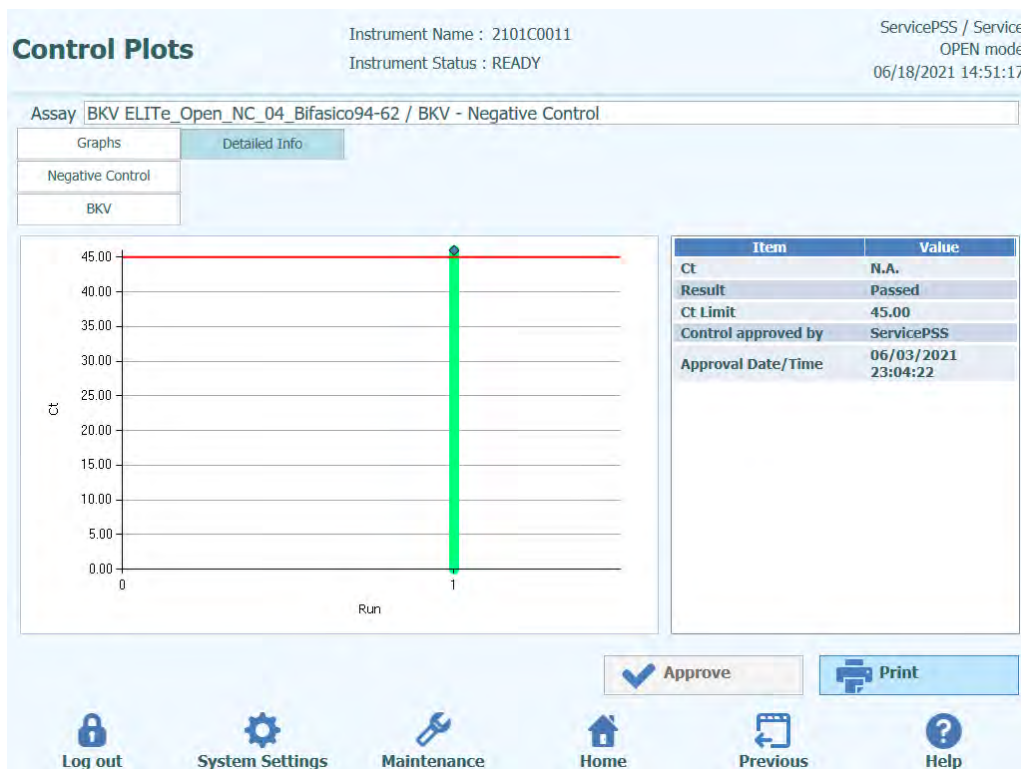 Control Plots
Instrument Name : 2101C0011
Instrument Status : READY
ServicePSS / Service
OPEN mode
06/18/2021 14:51:17
Assay BKV ELITe_Open_NC_04_Bifasico94-62 / BKV - Negative Control
Graphs Detailed Info
Negative Control
BKV
45.00
40.00
35.00
30.00
25.00
20.00
15.00
10.00
5.00
0.00
Ct
0 1
Run
Item Value
Ct N.A.
Result Passed
Ct Limit 45.00
Control approved by ServicePSS
Approval Date/Time 06/03/2021
23:04:22
Approve Print
Log out System Settings Maintenance Home Previous Help